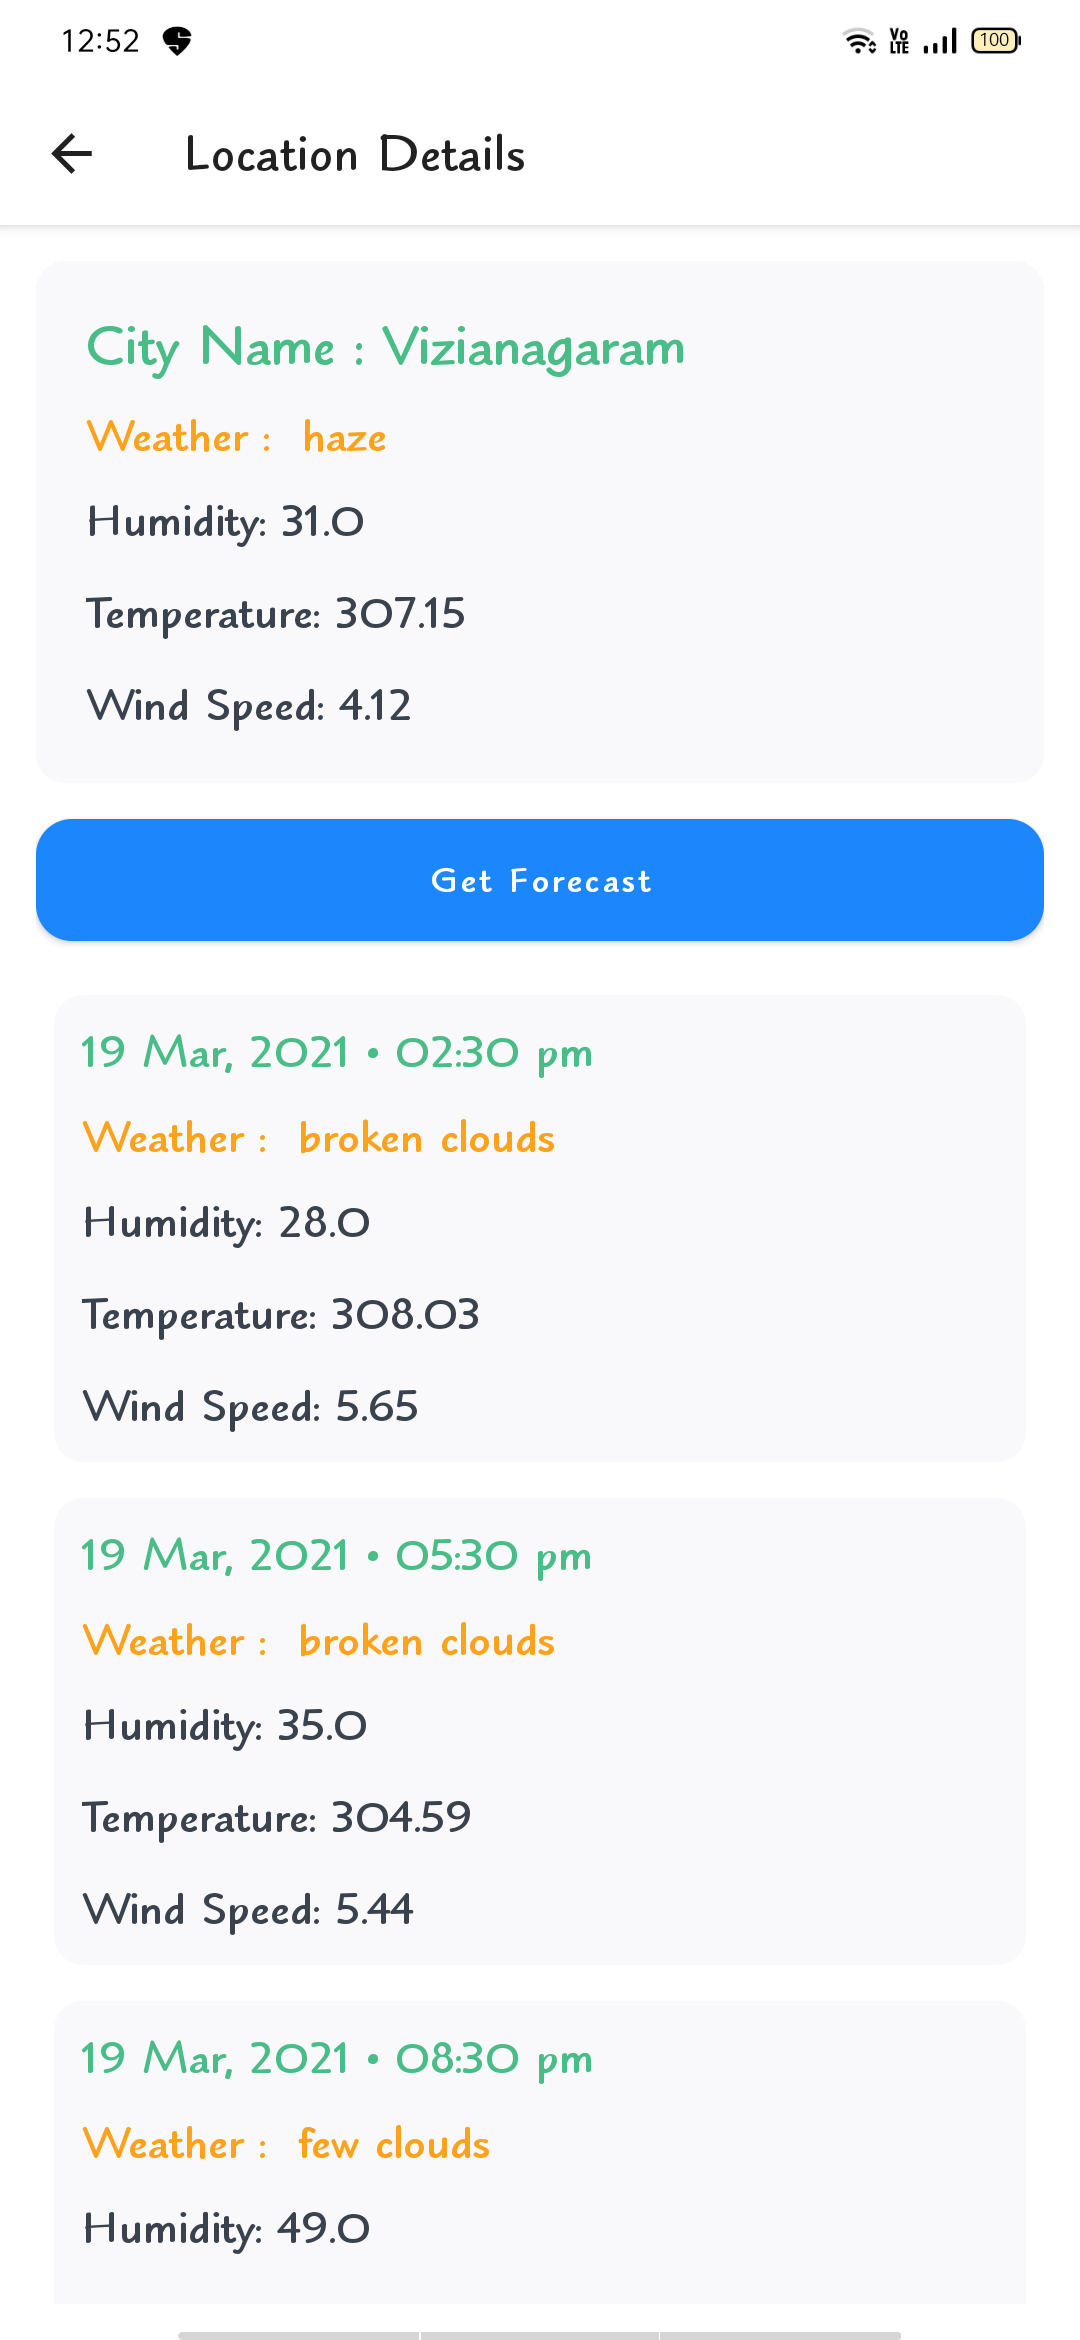 12:52
Vo LTE
100
Location Details
City Name : Vizianagaram
Weather : haze
Humidity: 31.0
Temperature: 307.15
Wind Speed: 4.12
Get Forecast
19 Mar, 2021 • 02:30 pm
Weather : broken clouds
Humidity: 28.0
Temperature: 308.03
Wind Speed: 5.65
19 Mar, 2021 • 05:30 pm
Weather : broken clouds
Humidity: 35.0
Temperature: 304.59
Wind Speed: 5.44
19 Mar, 2021 • 08:30 pm
Weather : few clouds
Humidity: 49.0